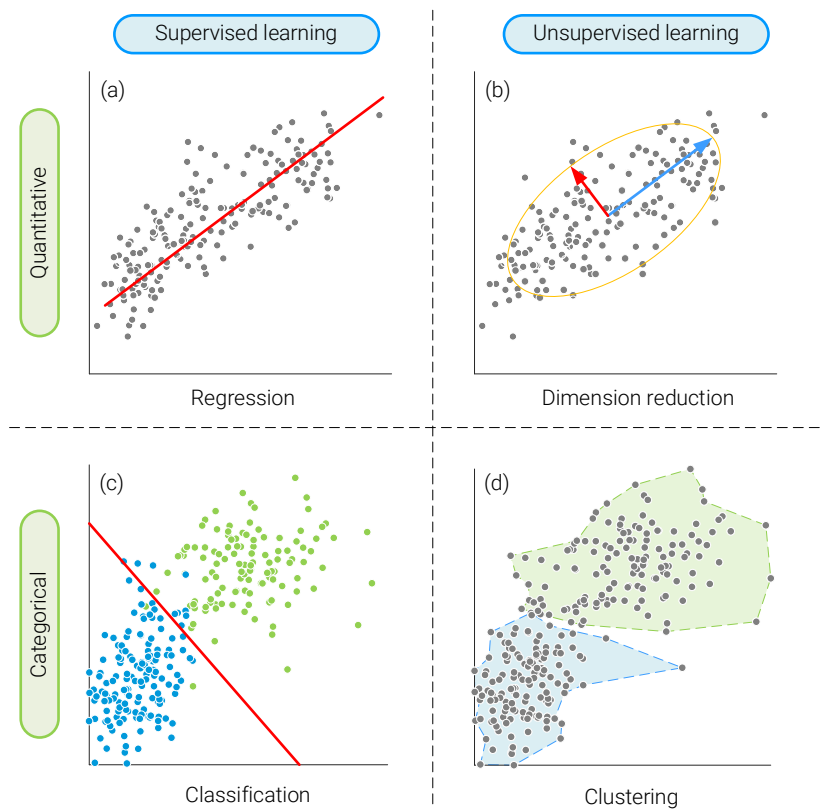 Supervised learning
Unsupervised learning
Quantitative
(a)
(b)
Regression
Dimension reduction
Categorical
(c)
(d)
Classification
Clustering